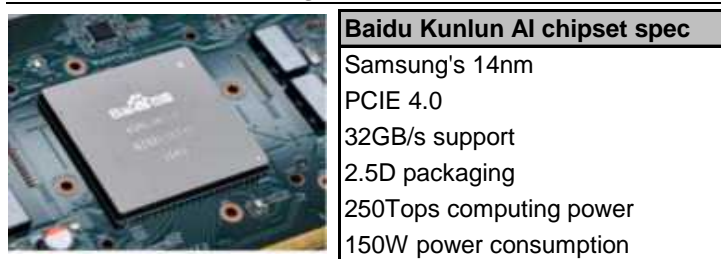 Baidu Kunlun AI chipset spec
Samsung's 14nm
PCIE 4.0
32GB/s support
2.5D packaging
250Tops computing power
150W power consumption